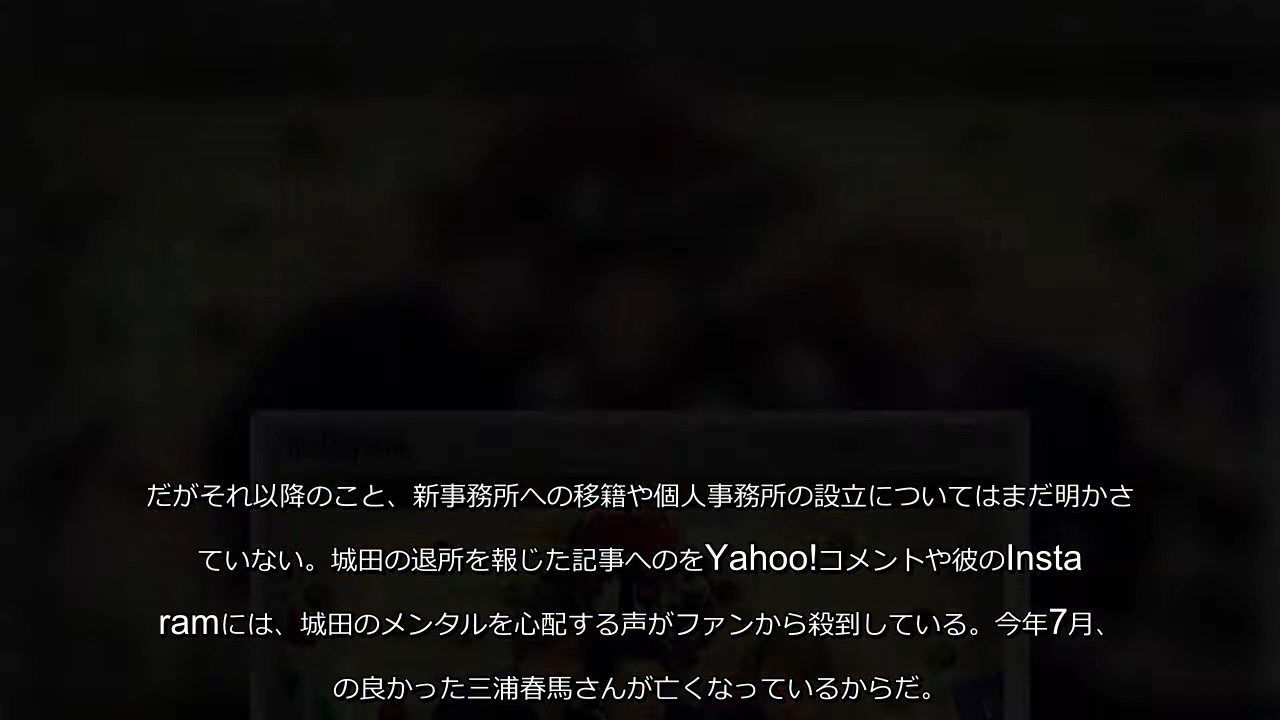 だがそれ以降のこと、新事務所への移籍や個人事務所の設立についてはまだ明かさ
ていない。城田の退所を報じた記事へのをYahoo!コメントや彼のInsta
ramには、城田のメンタルを心配する声がファンから殺到している。今年7月、
の良かった三浦春馬さんが亡くなっているからだ。